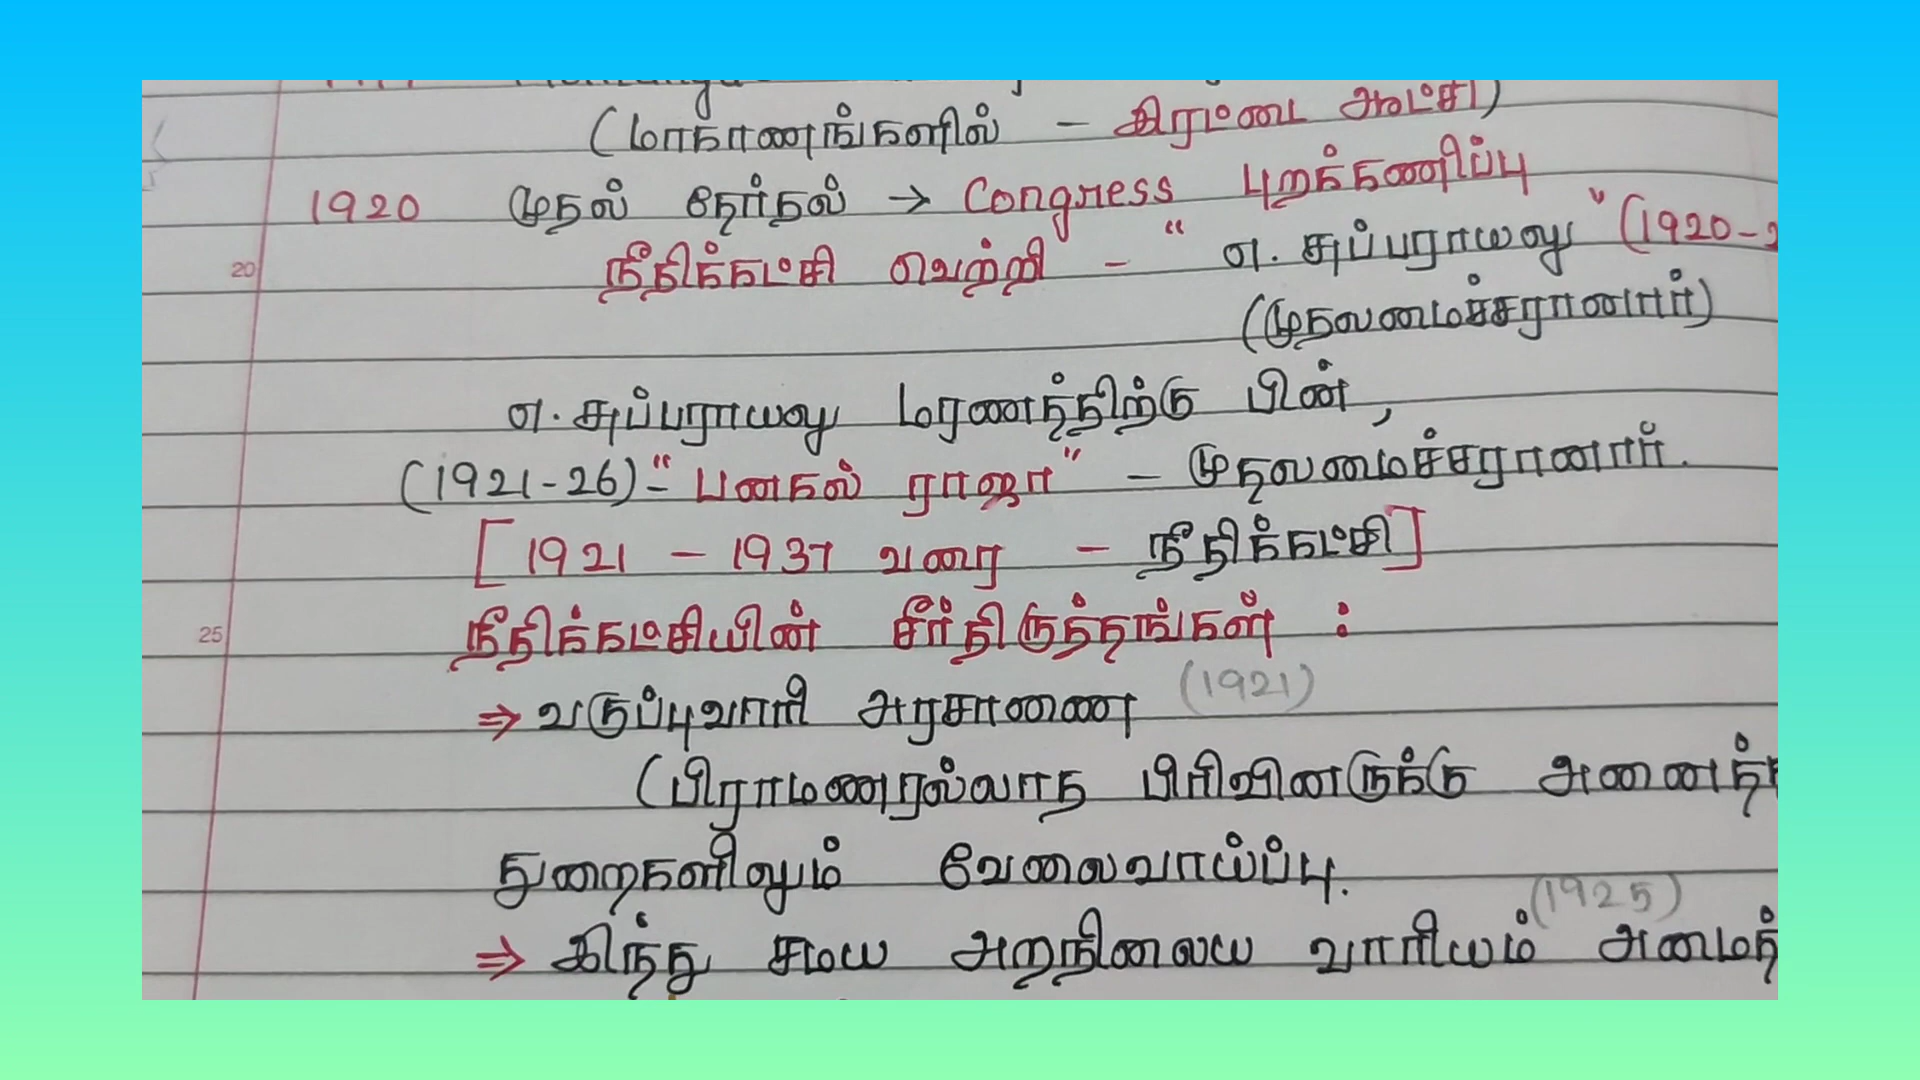 (மாகாணங்களில் – இரட்டை ஆட்சி)
1920 முதல் தேர்தல் → Congress புறக்கணிப்பு
20 நீதிக்கட்சி வெற்றி – " எ. சுப்பராயலு " (1920-2
(முதலமைச்சரானார்)
எ. சுப்பராயலு மரணத்திற்கு பின்,
(1921-26) – "பனகல் ராஜா" – முதலமைச்சரானார்.
[1921 – 1937 வரை – நீதிக்கட்சி]
25 நீதிக்கட்சியின் சீர்திருத்தங்கள் :
⇒ வகுப்புவாரி அரசாணை (1921)
(பிராமணரல்லாத பிரிவினருக்கு அனைத்
துறைகளிலும் வேலைவாய்ப்பு.
(1925)
⇒ இந்து சமய அறநிலைய வாரியம் அமைத்